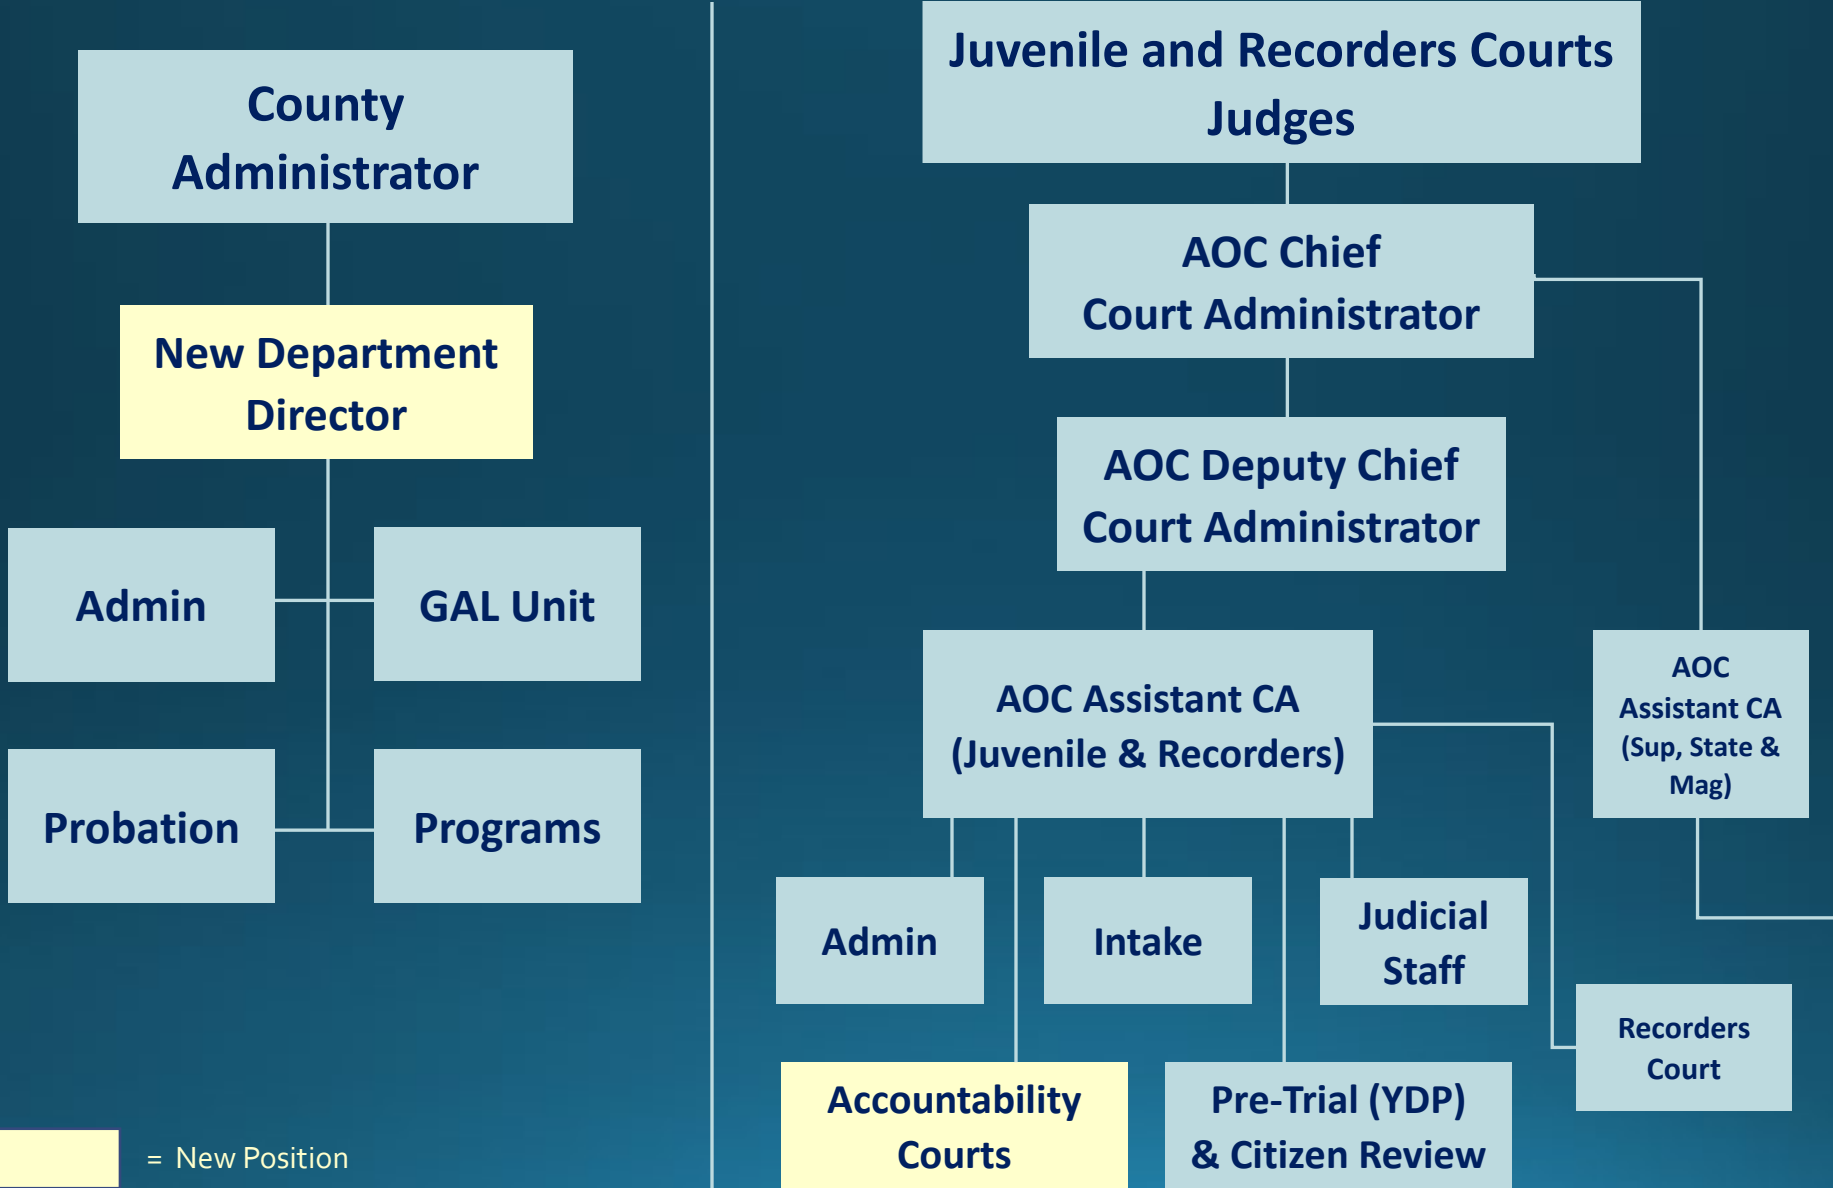 County
Administrator
New Department
Director
Admin
GAL Unit
Probation
Programs
= New Position
Juvenile and Recorders Courts
Judges
AOC Chief
Court Administrator
AOC Deputy Chief
Court Administrator
AOC Assistant CA
(Juvenile & Recorders)
AOC
Assistant CA
(Sup, State &
Mag)
Admin
Intake
Judicial
Staff
Recorders
Court
Accountability
Courts
Pre-Trial (YDP)
& Citizen Review